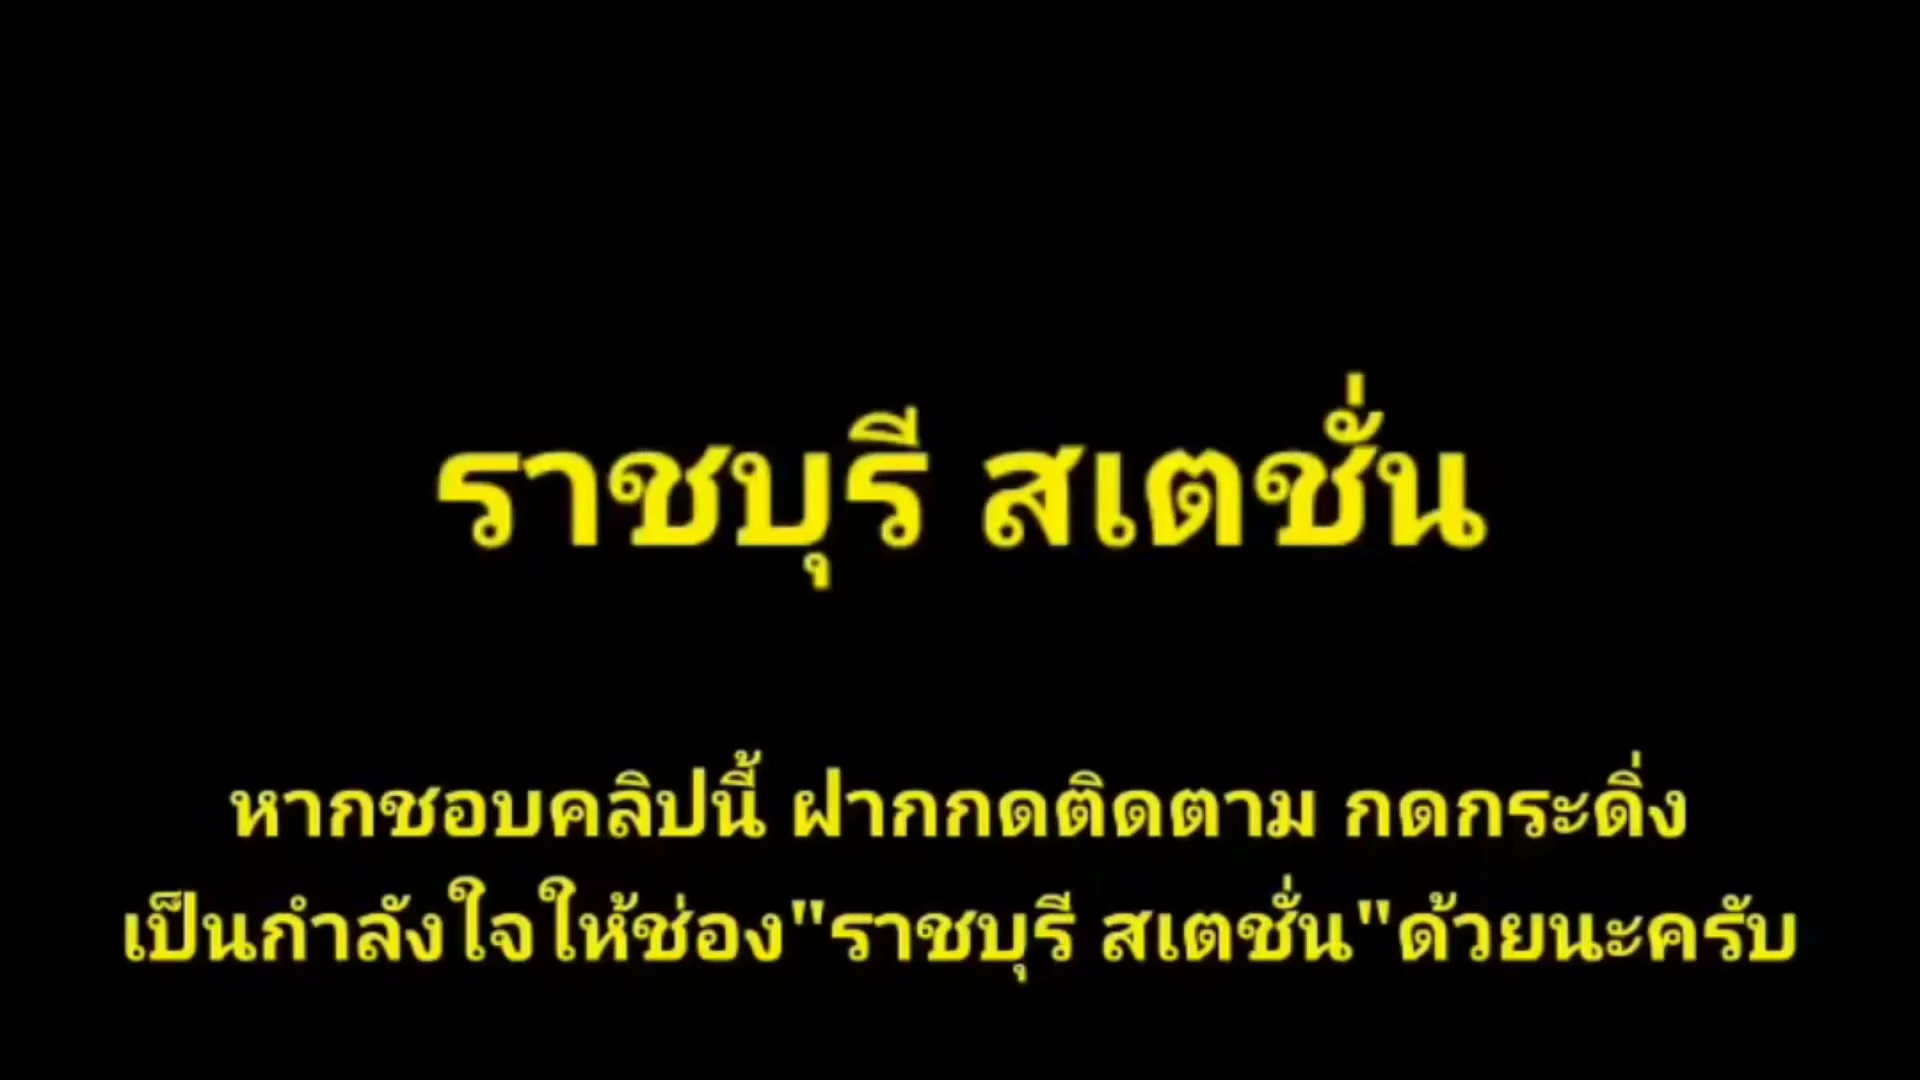 ราชบุรี สเตชั่น
หากชอบคลิปนี้ ฝากกดติดตาม กดกระดิ่ง
เป็นกำลังใจให้ช่อง"ราชบุรี สเตชั่น"ด้วยนะครับ